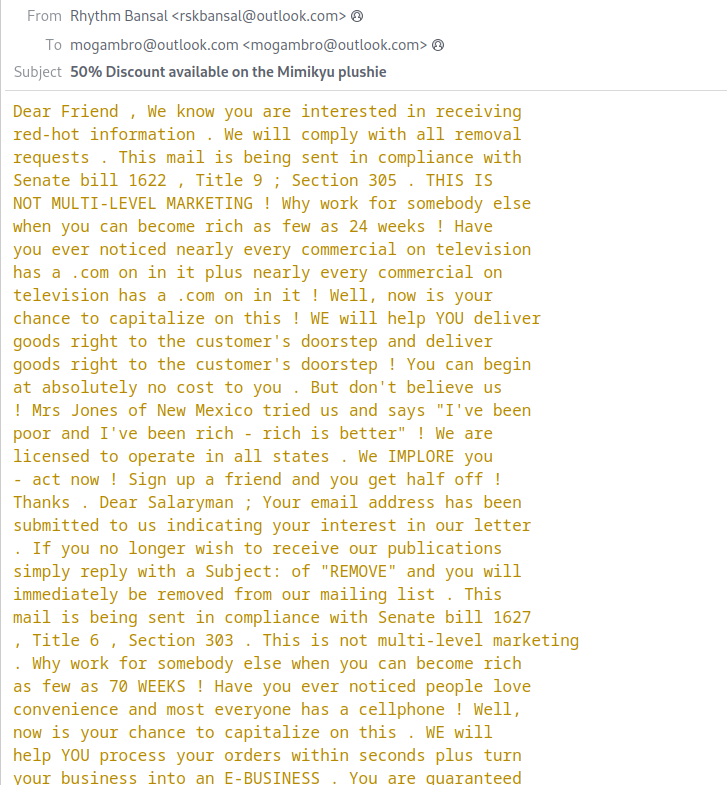 From Rhythm Bansal <rskbansal@outlook.com>
To mogambro@outlook.com <mogambro@outlook.com>
Subject 50% Discount available on the Mimikyu plushie
Dear Friend , We know you are interested in receiving
red-hot information . We will comply with all removal
requests . This mail is being sent in compliance with
Senate bill 1622 , Title 9 ; Section 305 . THIS IS
NOT MULTI-LEVEL MARKETING ! Why work for somebody else
when you can become rich as few as 24 weeks ! Have
you ever noticed nearly every commercial on television
has a .com on in it plus nearly every commercial on
television has a .com on in it ! Well, now is your
chance to capitalize on this ! WE will help YOU deliver
goods right to the customer's doorstep and deliver
goods right to the customer's doorstep ! You can begin
at absolutely no cost to you . But don't believe us
! Mrs Jones of New Mexico tried us and says "I've been
poor and I've been rich - rich is better" ! We are
licensed to operate in all states . We IMPLORE you
- act now ! Sign up a friend and you get half off !
Thanks . Dear Salaryman ; Your email address has been
submitted to us indicating your interest in our letter
. If you no longer wish to receive our publications
simply reply with a Subject: of "REMOVE" and you will
immediately be removed from our mailing list . This
mail is being sent in compliance with Senate bill 1627
, Title 6 , Section 303 . This is not multi-level marketing
. Why work for somebody else when you can become rich
as few as 70 WEEKS ! Have you ever noticed people love
convenience and most everyone has a cellphone ! Well,
now is your chance to capitalize on this . WE will
help YOU process your orders within seconds plus turn
your business into an E-BUSINESS . You are guaranteed